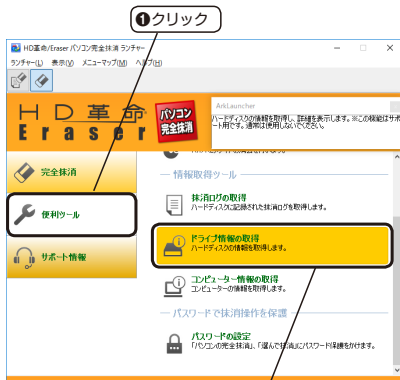 ❶クリック
HD革命/Eraser パソコン完全抹消 ランチャー
ランチャー(L) 表示(V) メニューマップ(M) ヘルプ(H)
HD革命
Eraser
パソコン
完全抹消
ArkLauncher
ハードディスクの情報を取得し、詳細を表示します。※この機能はサポ
ート用です。通常は使用しないでください。
完全抹消
便利ツール
サポート情報
情報取得ツール
抹消ログの取得
ハードディスクに記録された抹消ログを取得します。
ドライブ情報の取得
ハードディスクの情報を取得します。
コンピューター情報の取得
コンピューターの情報を取得します。
パスワードで抹消操作を保護
パスワードの設定
「パソコンの完全抹消」、「選んで抹消」にパスワード保護をかけます。